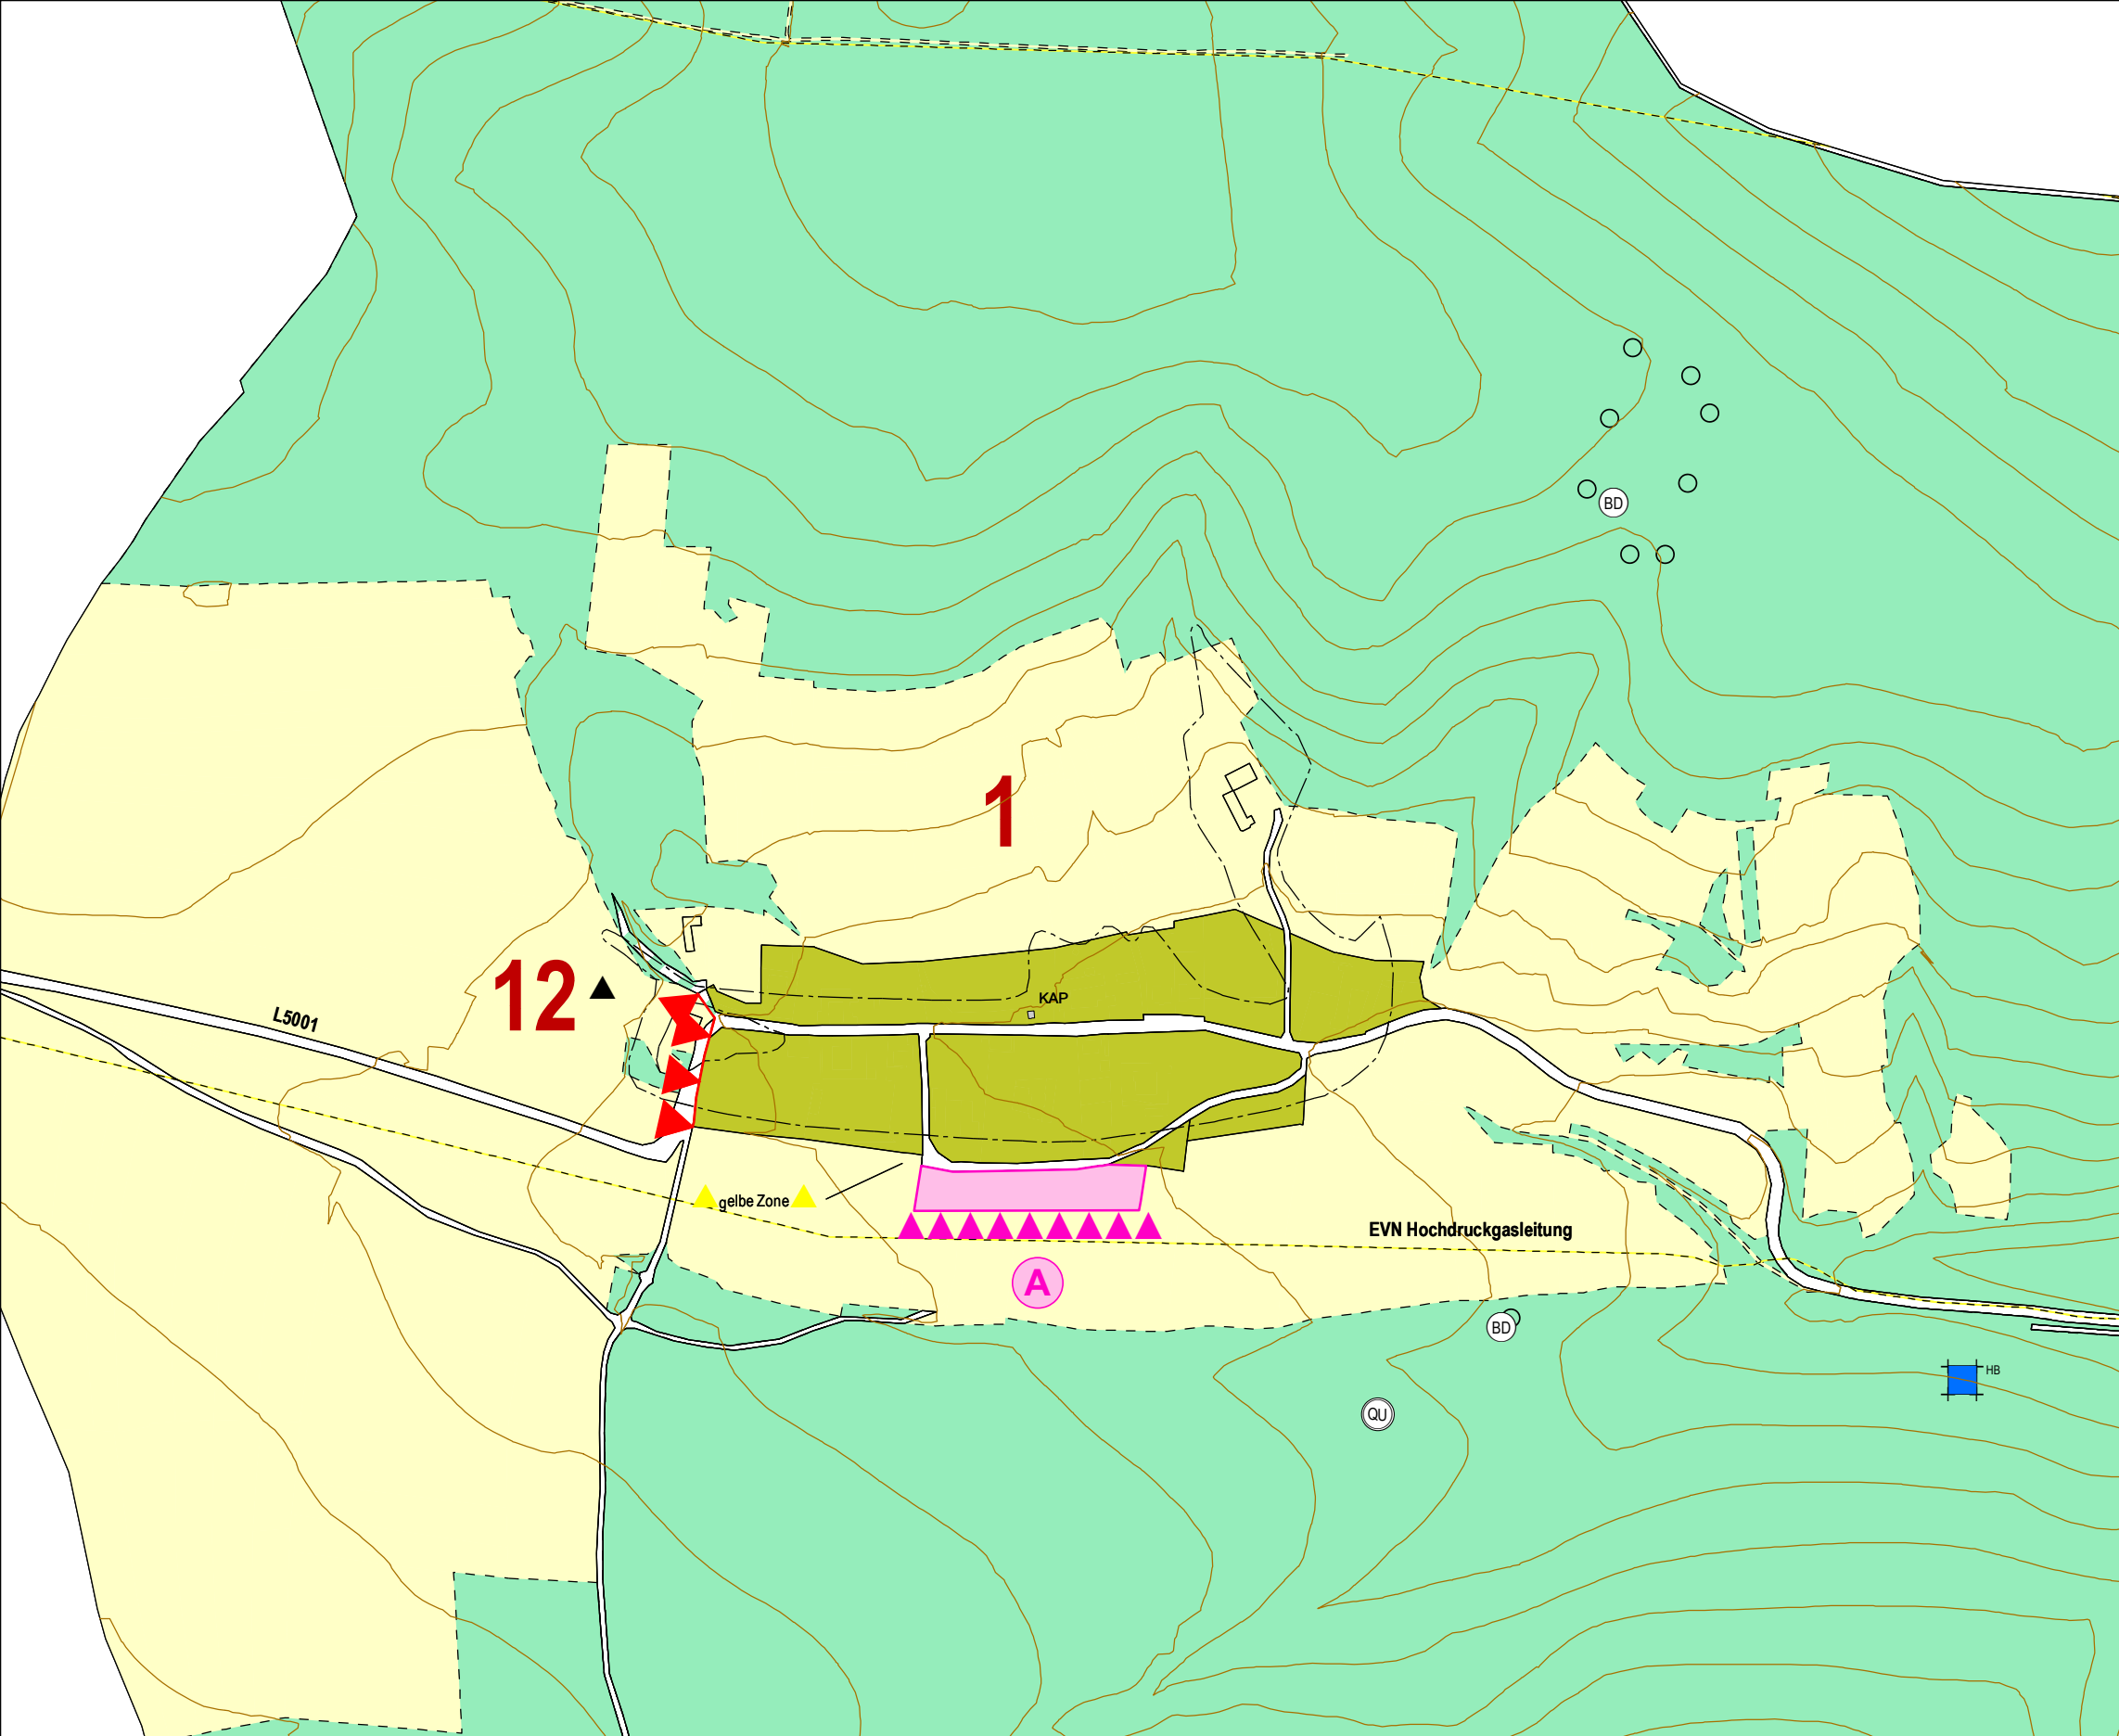 BD
1
12
KAP
L5001
gelbe Zone
EVN Hochdruckgasleitung
A
BD
HB
QU